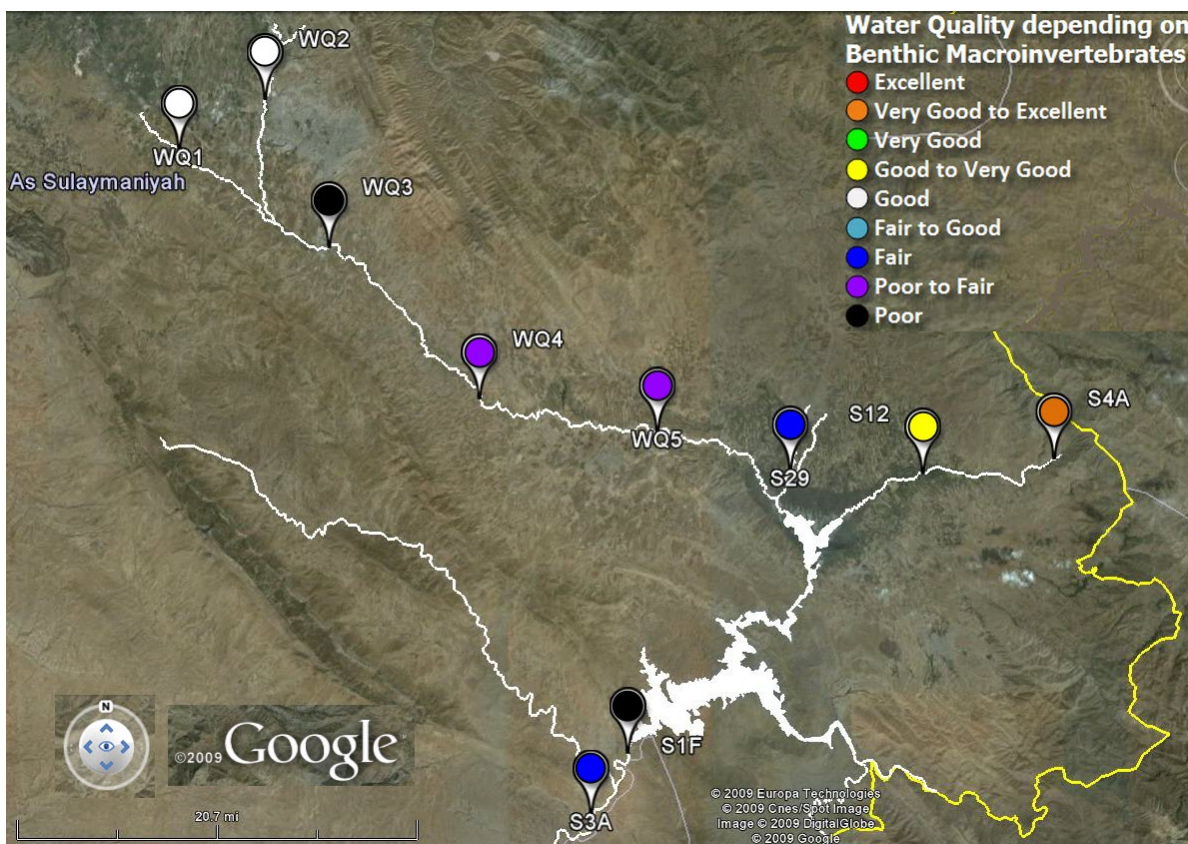 Water Quality depending on
Benthic Macroinvertebrates
Excellent
Very Good to Excellent
Very Good
Good to Very Good
Good
Fair to Good
Fair
Poor to Fair
Poor
WQ2
WQ1
As Sulaymaniyah
WQ3
WQ4
WQ5
S29
S12
S4A
S1F
S3A
N
©2009 Google
20.7 mi
© 2009 Europa Technologies
© 2009 Cnes/Spot Image
Image © 2009 DigitalGlobe
© 2009 Google